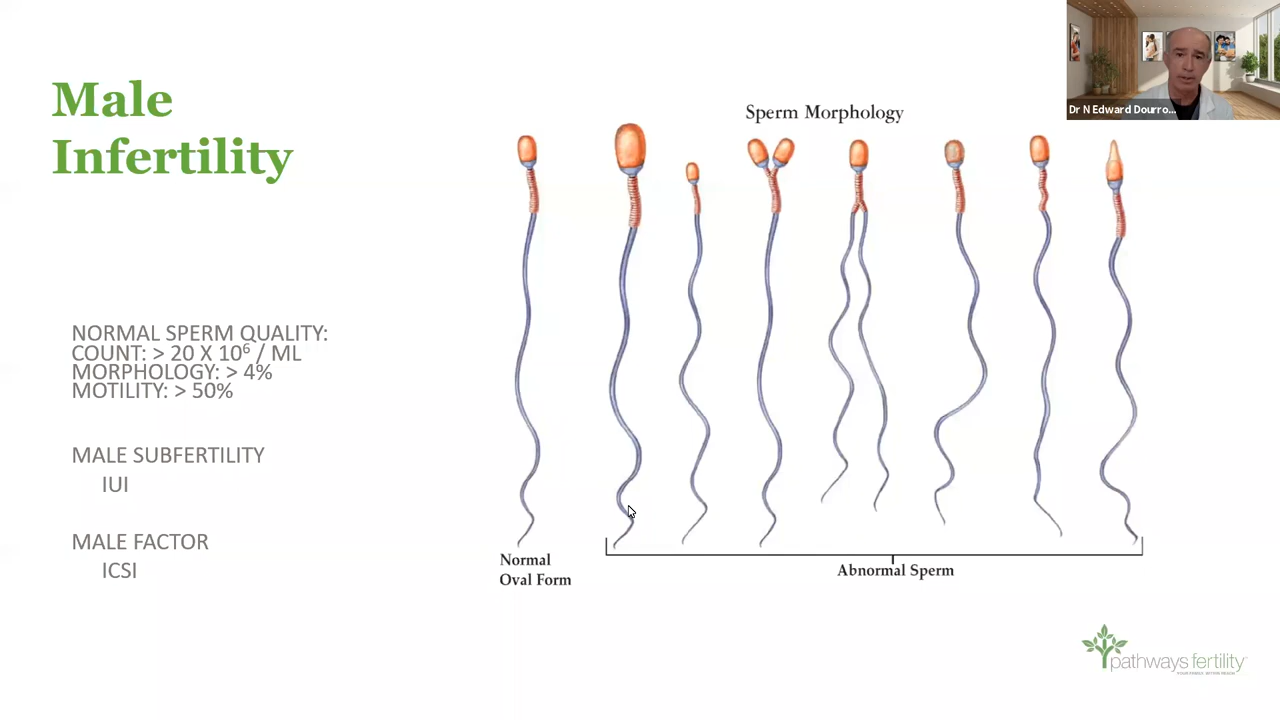 Male
Infertility
Dr N Edward Dourro...
Sperm Morphology
NORMAL SPERM QUALITY:
COUNT: > 20 X 10⁶ / ML
MORPHOLOGY: > 4%
MOTILITY: > 50%
MALE SUBFERTILITY
IUI
MALE FACTOR
ICSI
Normal
Oval Form
Abnormal Sperm
pathways fertility